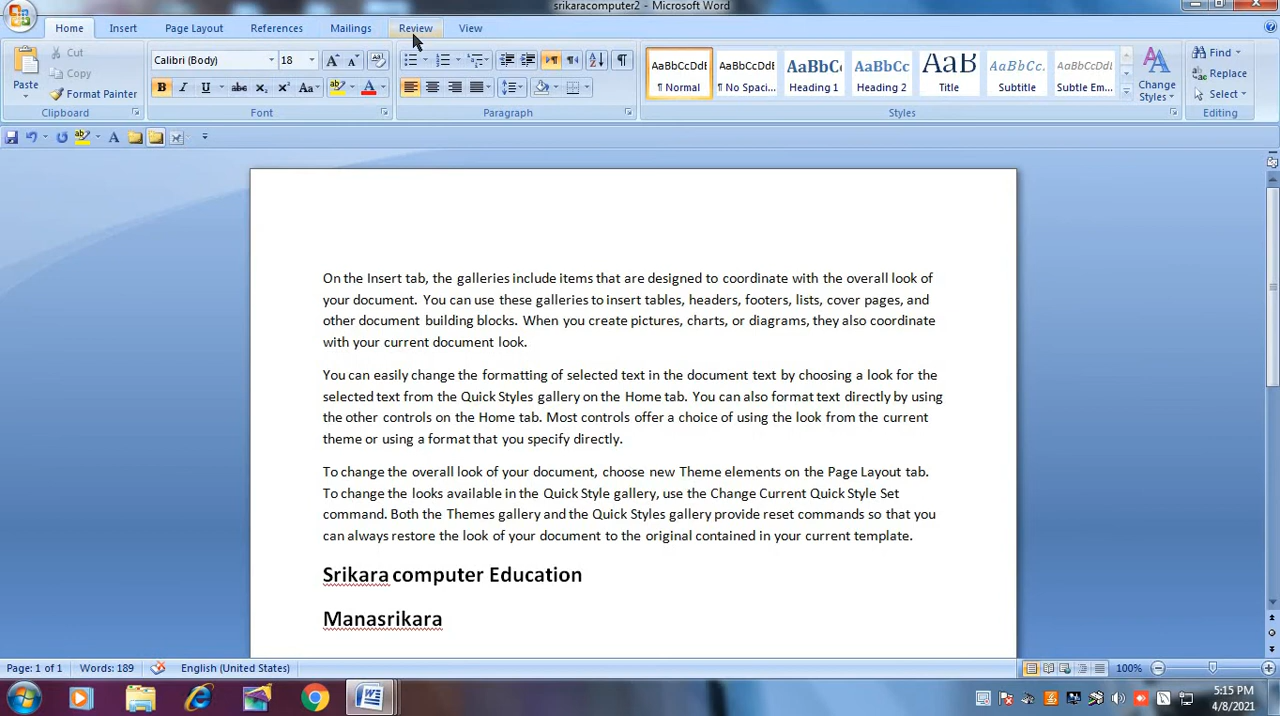 srikaracomputer2 - Microsoft Word
Home Insert Page Layout References Mailings Review View
Paste
Cut
Copy
Format Painter
Calibri (Body) 18
AaBbCcDdE AaBbCcDdE AaBbCc AaBbCc AaB AaBbCc. AaBbCcDdE
¶ Normal ¶ No Spaci... Heading 1 Heading 2 Title Subtitle Subtle Em...
Change
Styles
Find
Replace
Select
Clipboard Font Paragraph Styles Editing
On the Insert tab, the galleries include items that are designed to coordinate with the overall look of
your document. You can use these galleries to insert tables, headers, footers, lists, cover pages, and
other document building blocks. When you create pictures, charts, or diagrams, they also coordinate
with your current document look.
You can easily change the formatting of selected text in the document text by choosing a look for the
selected text from the Quick Styles gallery on the Home tab. You can also format text directly by using
the other controls on the Home tab. Most controls offer a choice of using the look from the current
theme or using a format that you specify directly.
To change the overall look of your document, choose new Theme elements on the Page Layout tab.
To change the looks available in the Quick Style gallery, use the Change Current Quick Style Set
command. Both the Themes gallery and the Quick Styles gallery provide reset commands so that you
can always restore the look of your document to the original contained in your current template.
Srikara computer Education
Manasrikara
Page: 1 of 1 Words: 189 English (United States) 100%
5:15 PM
4/8/2021